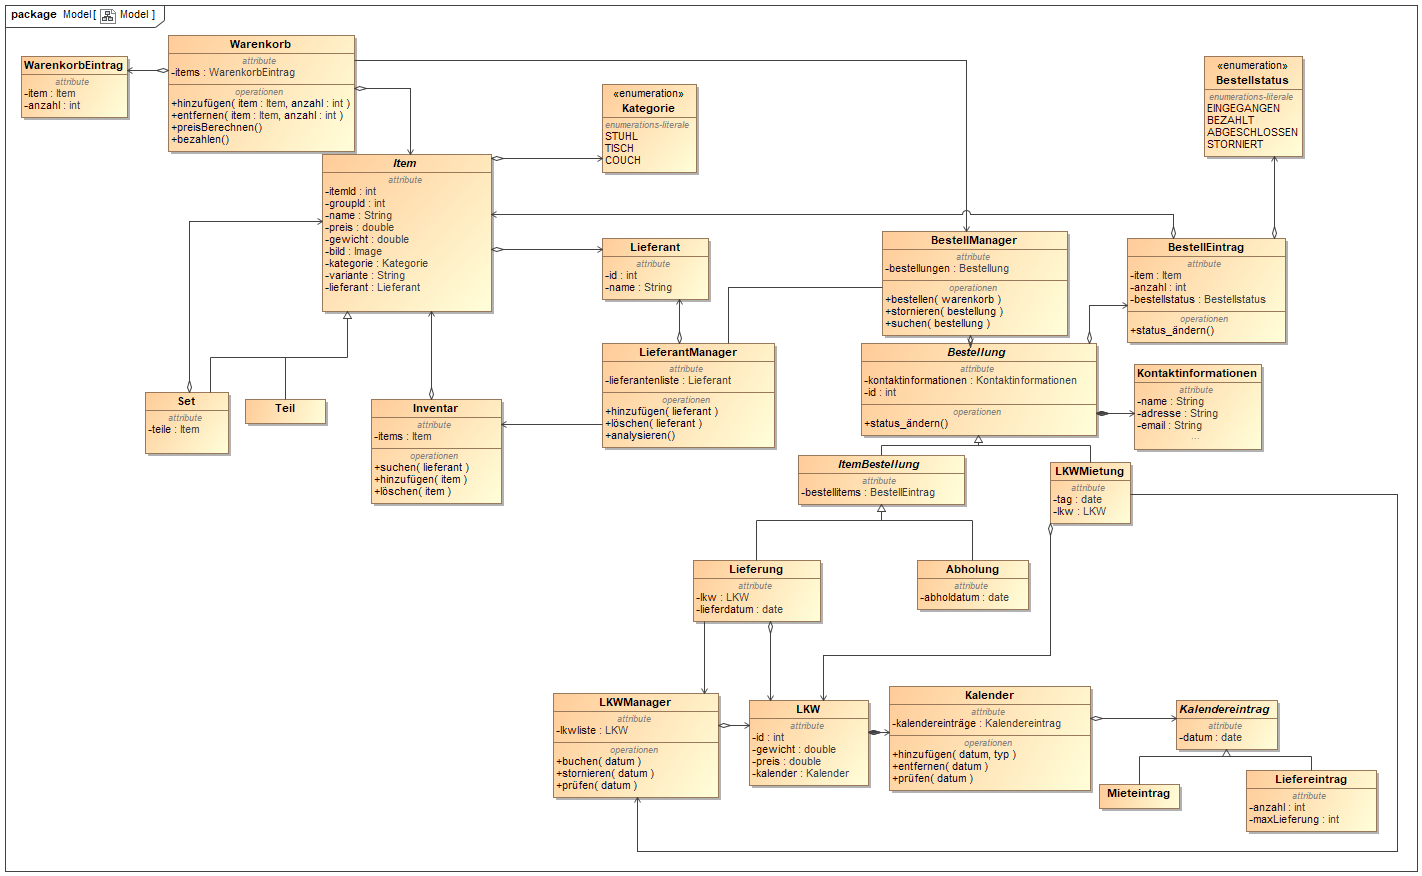 package Model [ Model ]
Warenkorb
attribute
-items : WarenkorbEintrag
operationen
+hinzufügen( item : Item, anzahl : int )
+entfernen( item : Item, anzahl : int )
+preisBerechnen()
+bezahlen()
WarenkorbEintrag
attribute
-item : Item
-anzahl : int
«enumeration»
Kategorie
enumerations-literale
STUHL
TISCH
COUCH
«enumeration»
Bestellstatus
enumerations-literale
EINGEGANGEN
BEZAHLT
ABGESCHLOSSEN
STORNIERT
Item
attribute
-itemId : int
-groupId : int
-name : String
-preis : double
-gewicht : double
-bild : Image
-kategorie : Kategorie
-variante : String
-lieferant : Lieferant
Lieferant
attribute
-id : int
-name : String
BestellManager
attribute
-bestellungen : Bestellung
operationen
+bestellen( warenkorb )
+stornieren( bestellung )
+suchen( bestellung )
BestellEintrag
attribute
-item : Item
-anzahl : int
-bestellstatus : Bestellstatus
operationen
+status_ändern()
LieferantManager
attribute
-lieferantenliste : Lieferant
operationen
+hinzufügen( lieferant )
+löschen( lieferant )
+analysieren()
Bestellung
attribute
-kontaktinformationen : Kontaktinformationen
-id : int
operationen
+status_ändern()
Kontaktinformationen
attribute
-name : String
-adresse : String
-email : String
...
Set
attribute
-teile : Item
Teil
Inventar
attribute
-items : Item
operationen
+suchen( lieferant )
+hinzufügen( item )
+löschen( item )
ItemBestellung
attribute
-bestellitems : BestellEintrag
LKWMietung
attribute
-tag : date
-lkw : LKW
Lieferung
attribute
-lkw : LKW
-lieferdatum : date
Abholung
attribute
-abholdatum : date
LKWManager
attribute
-lkwliste : LKW
operationen
+buchen( datum )
+stornieren( datum )
+prüfen( datum )
LKW
attribute
-id : int
-gewicht : double
-preis : double
-kalender : Kalender
Kalender
attribute
-kalendereinträge : Kalendereintrag
operationen
+hinzufügen( datum, typ )
+entfernen( datum )
+prüfen( datum )
Kalendereintrag
attribute
-datum : date
Mieteintrag
Liefereintrag
attribute
-anzahl : int
-maxLieferung : int